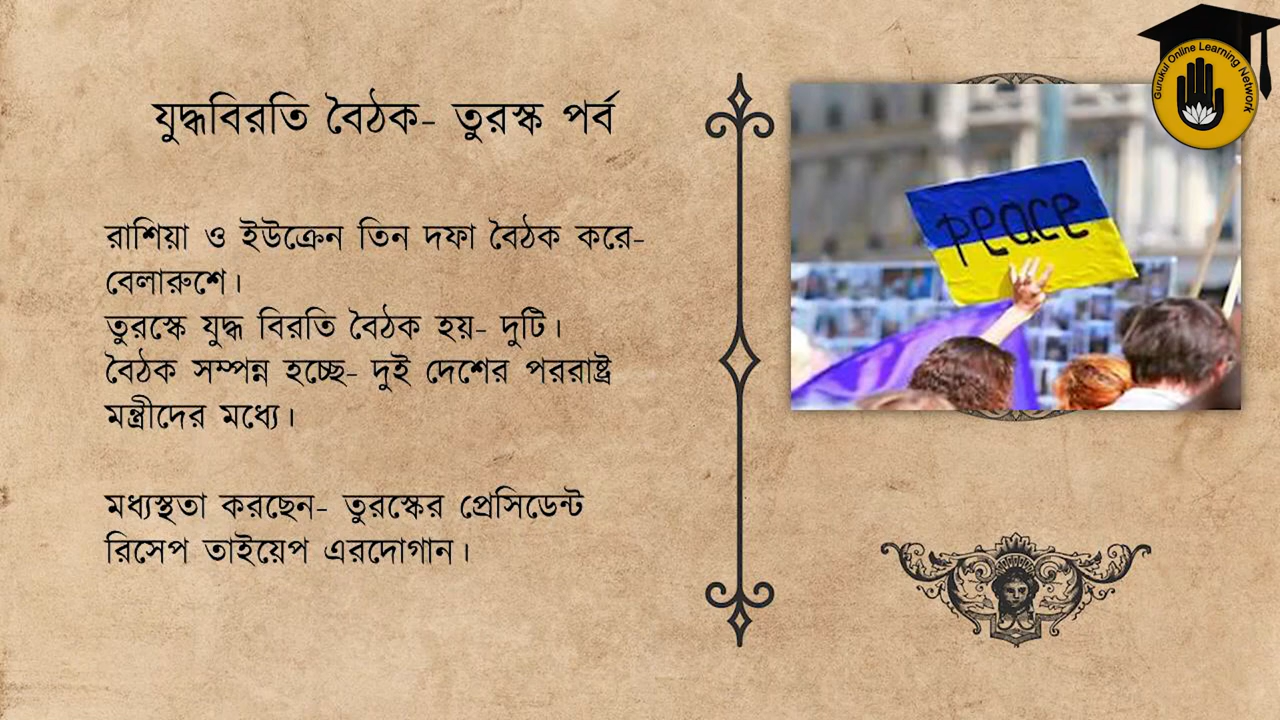 যুদ্ধবিরতি বৈঠক- তুরস্ক পর্ব
রাশিয়া ও ইউক্রেন তিন দফা বৈঠক করে-
বেলারুশে।
তুরস্কে যুদ্ধ বিরতি বৈঠক হয়- দুটি।
বৈঠক সম্পন্ন হচ্ছে- দুই দেশের পররাষ্ট্র
মন্ত্রীদের মধ্যে।
মধ্যস্থতা করছেন- তুরস্কের প্রেসিডেন্ট
রিসেপ তাইয়েপ এরদোগান।
peace
Gurukul Online Learning Network